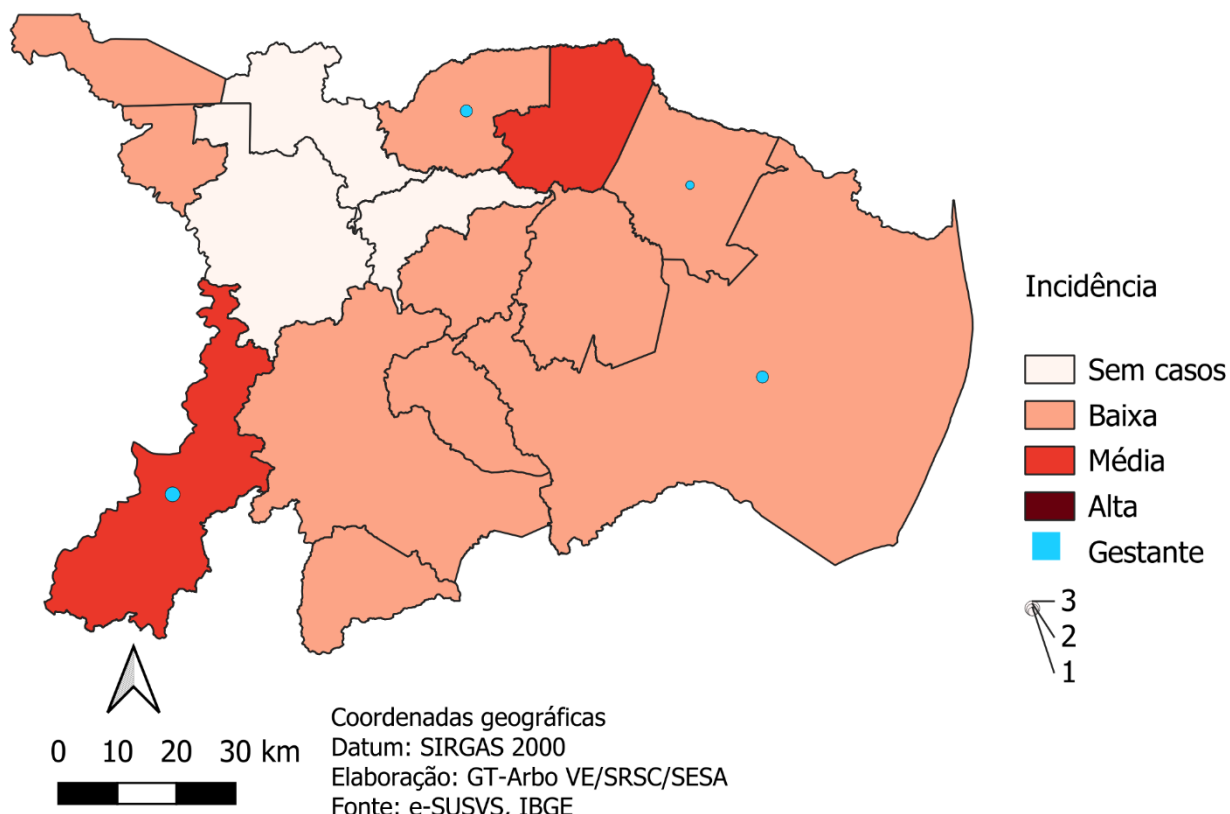 Incidência
Sem casos
Baixa
Média
Alta
Gestante
3
2
1
0 10 20 30 km
Coordenadas geográficas
Datum: SIRGAS 2000
Elaboração: GT-Arbo VE/SRSC/SESA
Fonte: e-SUSVS, IBGE